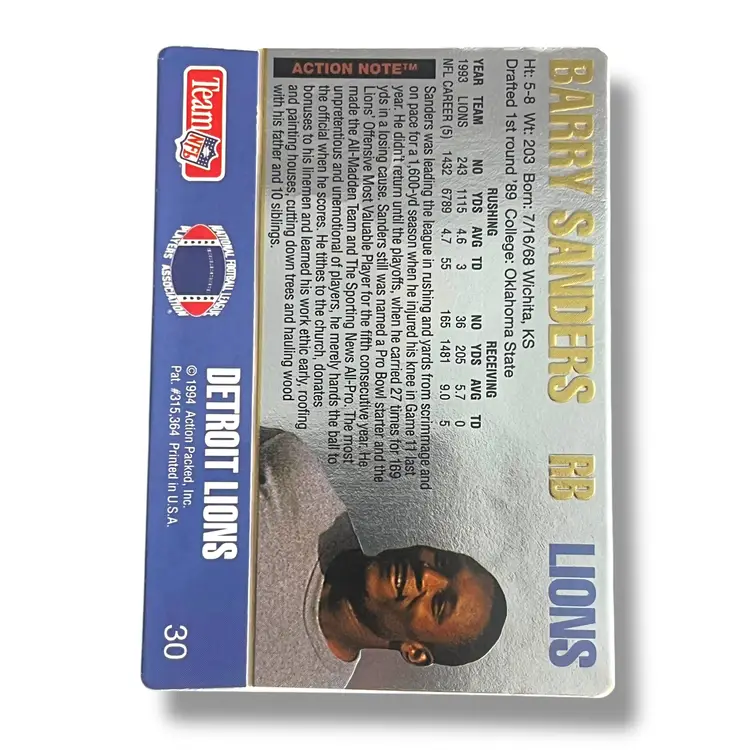 BARRY SANDERS RB LIONS
Ht: 5-8 Wt: 203 Born: 7/16/68 Wichita, KS
Drafted 1st round '89 College: Oklahoma State
RUSHING RECEIVING
YEAR TEAM NO YDS AVG TD NO YDS AVG TD
1993 LIONS 243 1115 4.6 3 36 205 5.7 0
NFL CAREER (5) 1432 6789 4.7 55 165 1481 9.0 5
ACTION NOTE™
Sanders was leading the league in rushing and yards from scrimmage and
on pace for a 1,600-yd season when he injured his knee in Game 11 last
year. He didn't return until the playoffs, when he carried 27 times for 169
yds in a losing cause. Sanders still was named a Pro Bowl starter and the
Lions' Offensive Most Valuable Player for the fifth consecutive year. He
made the All-Madden Team and The Sporting News All-Pro. The most
unpretentious and unemotional of players, he merely hands the ball to
the official when he scores. He tithes to the church, donates
bonuses to his linemen and learned his work ethic early, roofing
and painting houses, cutting down trees and hauling wood
with his father and 10 siblings.
Team NFL
NATIONAL FOOTBALL LEAGUE
PLAYERS ASSOCIATION
DETROIT LIONS
© 1994 Action Packed, Inc.
Pat. #315,364 Printed in U.S.A.
30